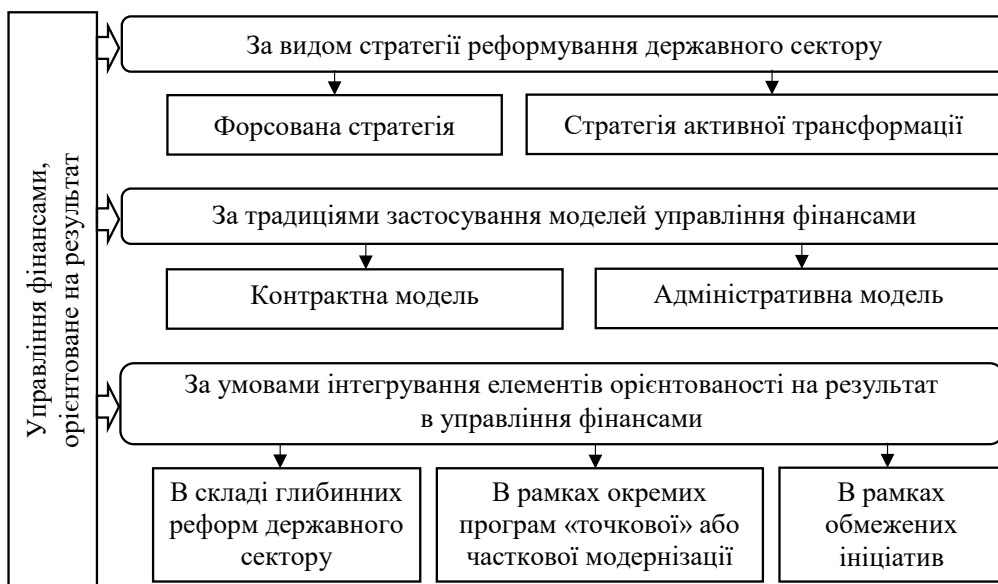 Управління фінансами,
орієнтоване на результат
За видом стратегії реформування державного сектору
Форсована стратегія
Стратегія активної трансформації
За традиціями застосування моделей управління фінансами
Контрактна модель
Адміністративна модель
За умовами інтегрування елементів орієнтованості на результат
в управління фінансами
В складі глибинних
реформ державного
сектору
В рамках окремих
програм «точкової» або
часткової модернізації
В рамках
обмежених
ініціатив